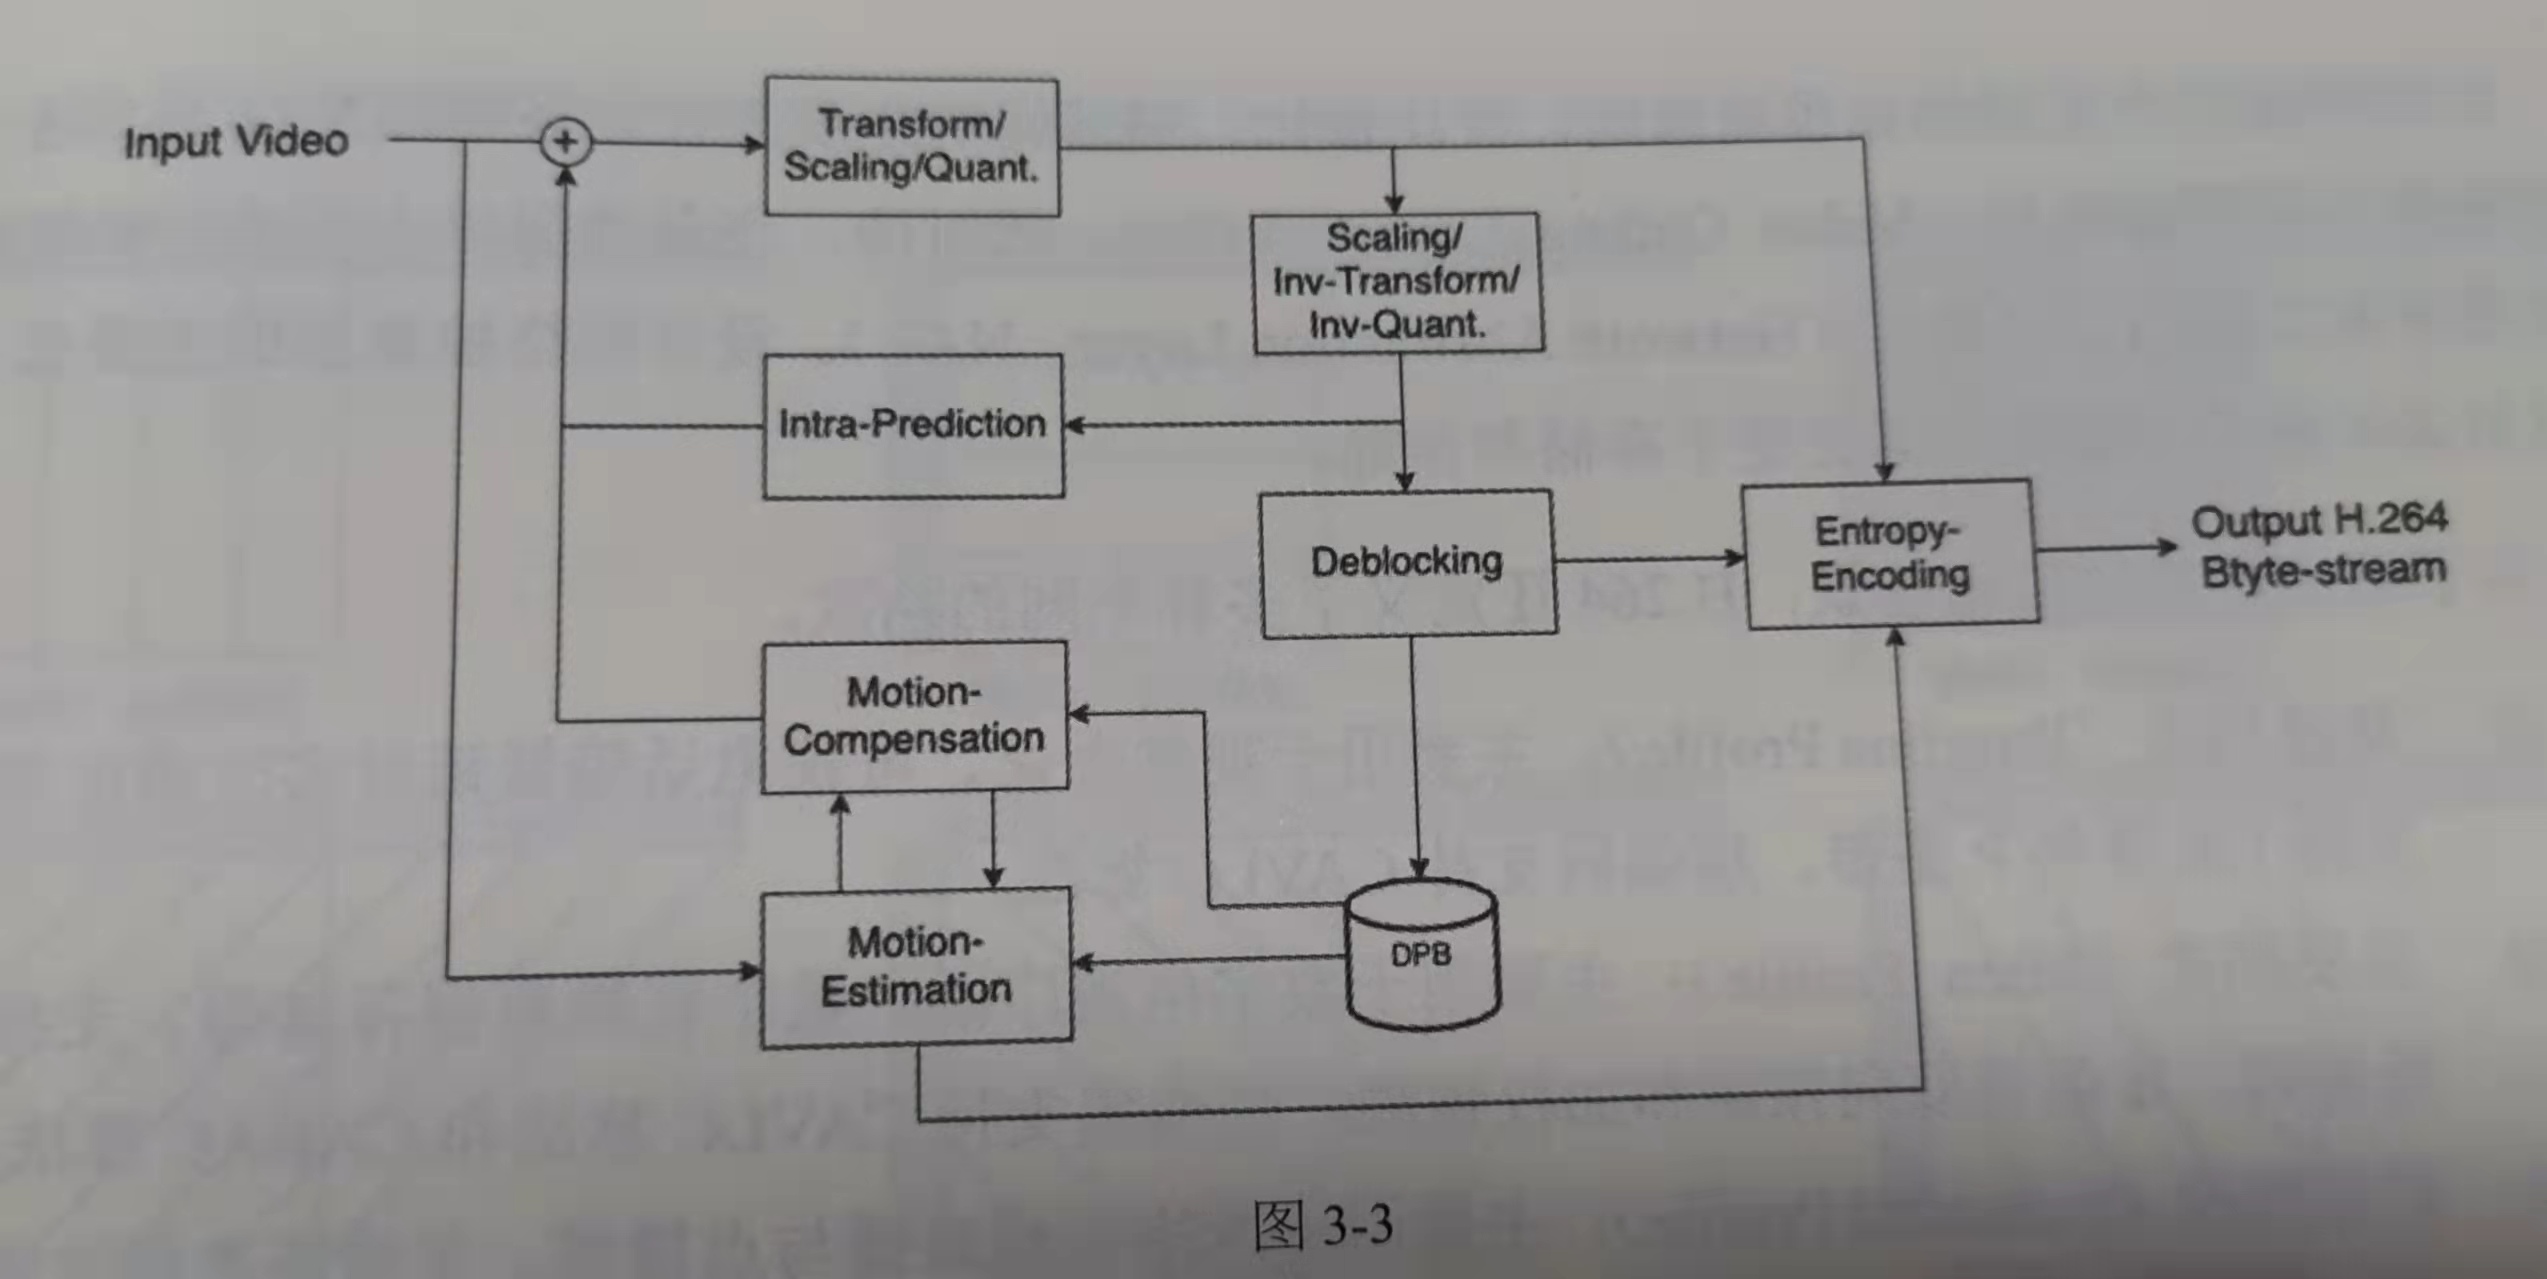 Input Video
+
Transform/
Scaling/Quant.
Scaling/
Inv-Transform/
Inv-Quant.
Intra-Prediction
Deblocking
Entropy-
Encoding
Output H.264
Btyte-stream
Motion-
Compensation
Motion-
Estimation
DPB
图 3-3